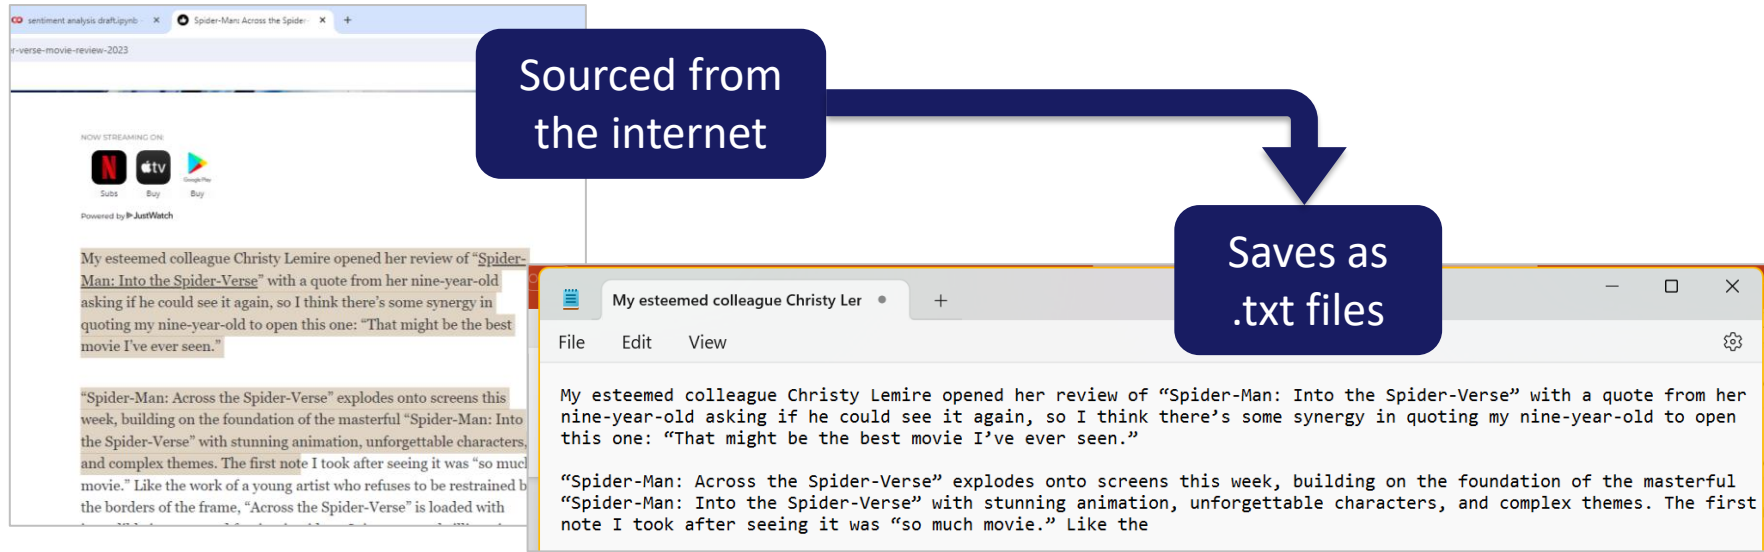 sentiment analysis draft.ipynb
Spider-Man: Across the Spider-
r-verse-movie-review-2023
NOW STREAMING ON:
tv
Google Play
Subs Buy Buy
Powered by JustWatch
My esteemed colleague Christy Lemire opened her review of “Spider-
Man: Into the Spider-Verse” with a quote from her nine-year-old
asking if he could see it again, so I think there’s some synergy in
quoting my nine-year-old to open this one: “That might be the best
movie I’ve ever seen.”
“Spider-Man: Across the Spider-Verse” explodes onto screens this
week, building on the foundation of the masterful “Spider-Man: Into
the Spider-Verse” with stunning animation, unforgettable characters,
and complex themes. The first note I took after seeing it was “so much
movie.” Like the work of a young artist who refuses to be restrained b
the borders of the frame, “Across the Spider-Verse” is loaded with
Sourced from
the internet
Saves as
.txt files
My esteemed colleague Christy Ler
File Edit View
My esteemed colleague Christy Lemire opened her review of “Spider-Man: Into the Spider-Verse” with a quote from her
nine-year-old asking if he could see it again, so I think there’s some synergy in quoting my nine-year-old to open
this one: “That might be the best movie I’ve ever seen.”
“Spider-Man: Across the Spider-Verse” explodes onto screens this week, building on the foundation of the masterful
“Spider-Man: Into the Spider-Verse” with stunning animation, unforgettable characters, and complex themes. The first
note I took after seeing it was “so much movie.” Like the